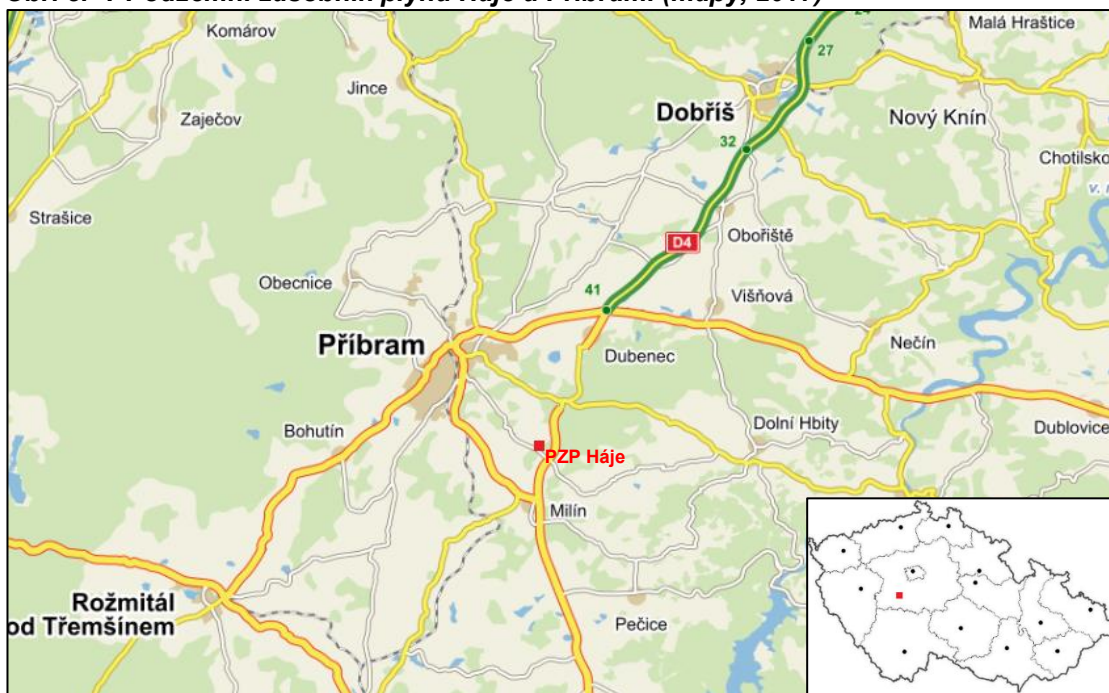 Komárov
Malá Hraštice
27
Jince
Zaječov
Dobříš
Nový Knín
32
Chotilsko
Strašice
D4
Obořiště
Obecnice
41
Višňová
Příbram
Nečín
Dubenec
Dolní Hbity
Bohutín
Dublovice
PZP Háje
Milín
Rožmitál
od Třemšínem
Pečice